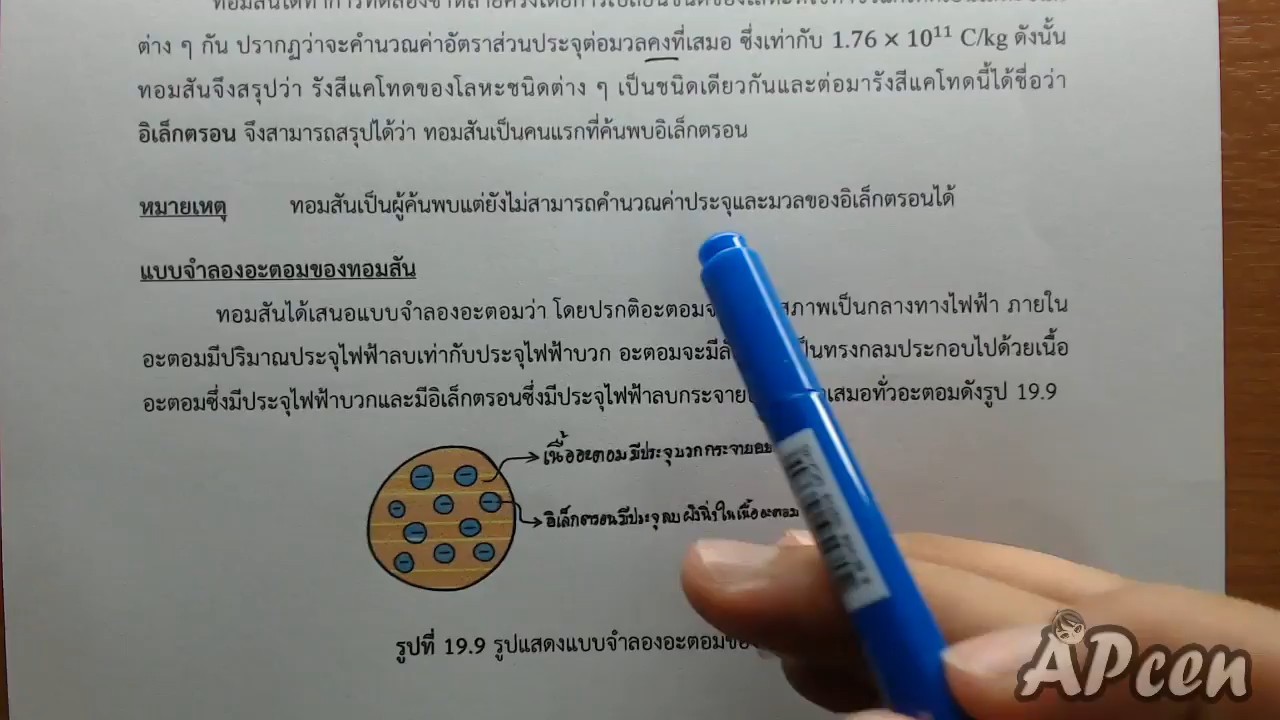 ต่าง ๆ กัน ปรากฏว่าจะคำนวณค่าอัตราส่วนประจุต่อมวลคงที่เสมอ ซึ่งเท่ากับ 1.76 × 10¹¹ C/kg ดังนั้น
ทอมสันจึงสรุปว่า รังสีแคโทดของโลหะชนิดต่าง ๆ เป็นชนิดเดียวกันและต่อมารังสีแคโทดนี้ได้ชื่อว่า
อิเล็กตรอน จึงสามารถสรุปได้ว่า ทอมสันเป็นคนแรกที่ค้นพบอิเล็กตรอน
หมายเหตุ ทอมสันเป็นผู้ค้นพบแต่ยังไม่สามารถคำนวณค่าประจุและมวลของอิเล็กตรอนได้
แบบจำลองอะตอมของทอมสัน
ทอมสันได้เสนอแบบจำลองอะตอมว่า โดยปรกติอะตอม สภาพเป็นกลางทางไฟฟ้า ภายใน
อะตอมมีปริมาณประจุไฟฟ้าลบเท่ากับประจุไฟฟ้าบวก อะตอมจะมี เป็นทรงกลมประกอบไปด้วยเนื้อ
อะตอมซึ่งมีประจุไฟฟ้าบวกและมีอิเล็กตรอนซึ่งมีประจุไฟฟ้าลบกระจาย เสมอทั่วอะตอมดังรูป 19.9
เนื้ออะตอมมีประจุบวกกระจาย
อิเล็กตรอนมีประจุลบ ฝังนิ่งในเนื้ออะตอม
รูปที่ 19.9 รูปแสดงแบบจำลองอะตอม
APcen